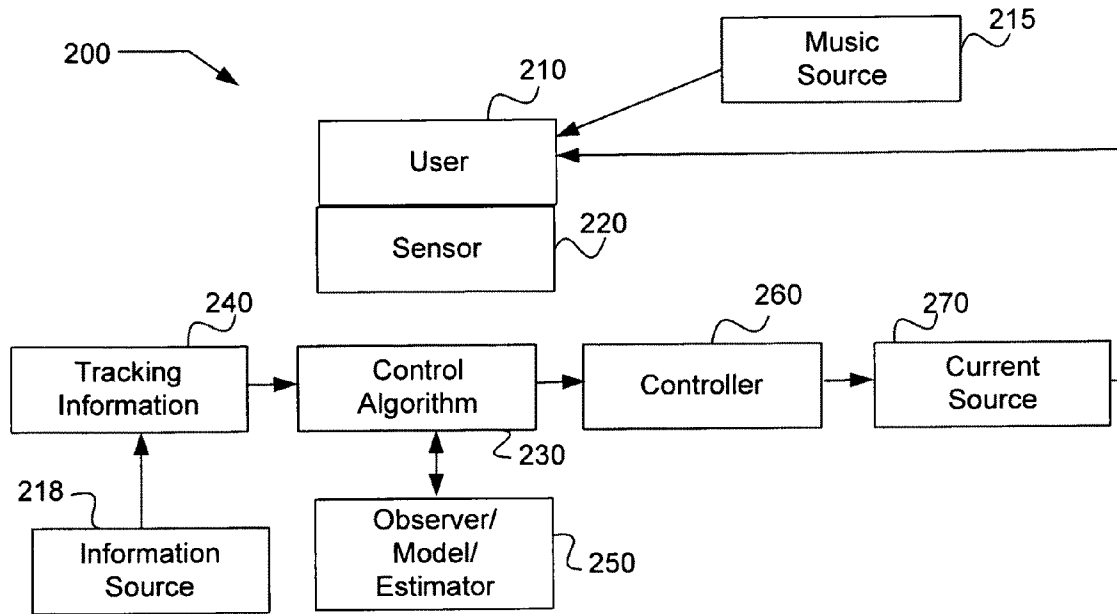 200
210
215
Music
Source
User
220
Sensor
240
Tracking
Information
Control
Algorithm
230
260
Controller
270
Current
Source
218
Information
Source
Observer/
Model/
Estimator
250